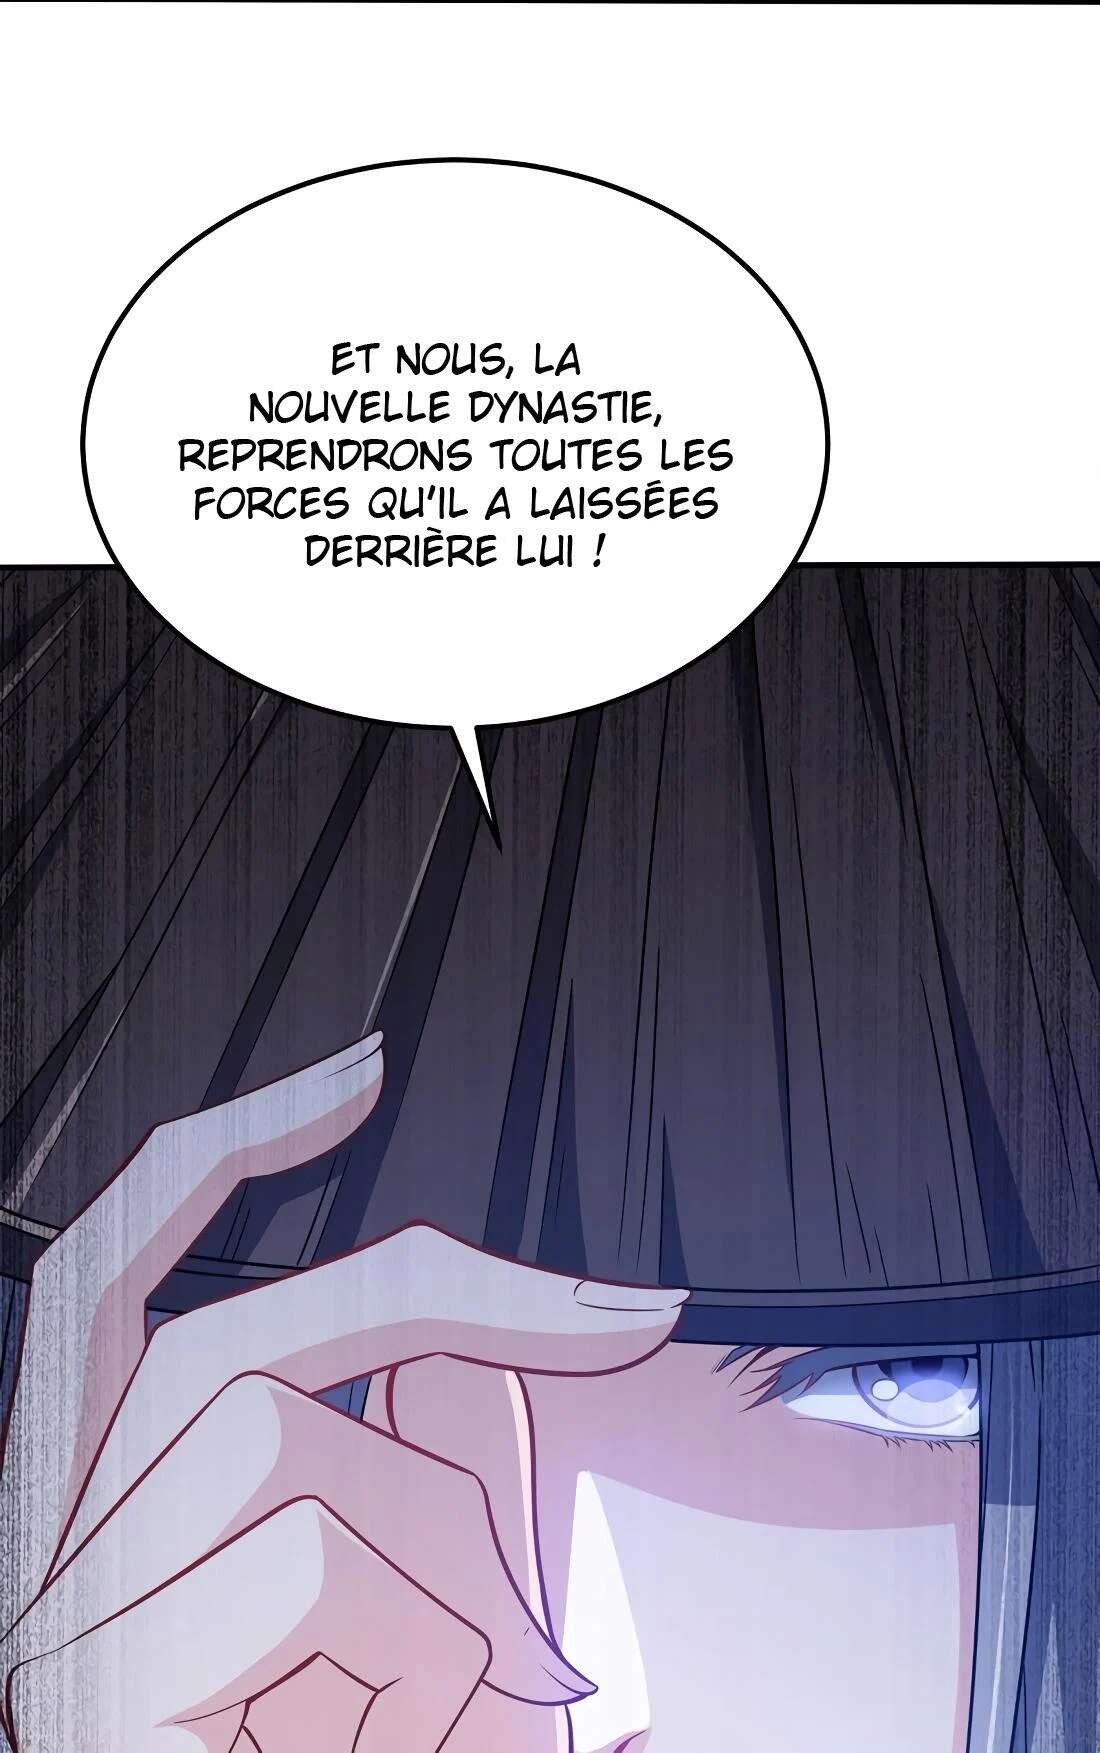 ET NOUS, LA
NOUVELLE DYNASTIE,
REPRENDRONS TOUTES LES
FORCES QU'IL A LAISSÉES
DERRIÈRE LUI !